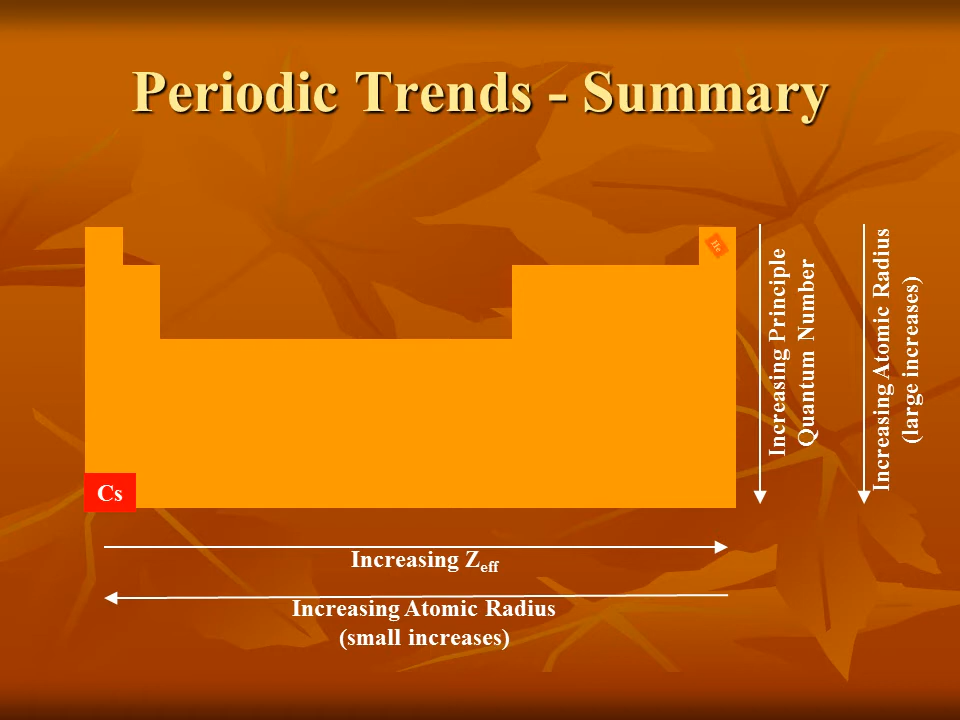 Periodic Trends - Summary
He
Increasing Principle
Quantum Number
Increasing Atomic Radius
(large increases)
Cs
Increasing Zeff
Increasing Atomic Radius
(small increases)